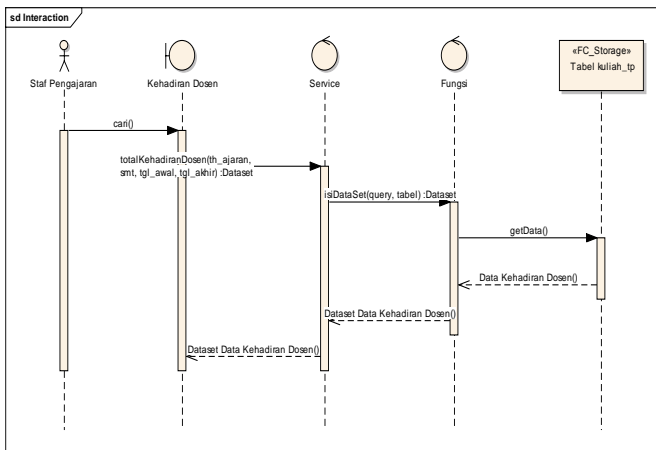 sd Interaction
«FC_Storage»
Tabel kuliah_tp
Staf Pengajaran
Kehadiran Dosen
Service
Fungsi
cari()
totalKehadiranDosen(th_ajaran,
smt, tgl_awal, tgl_akhir) :Dataset
isiDataSet(query, tabel) :Dataset
getData()
Data Kehadiran Dosen()
Dataset Data Kehadiran Dosen()
Dataset Data Kehadiran Dosen()